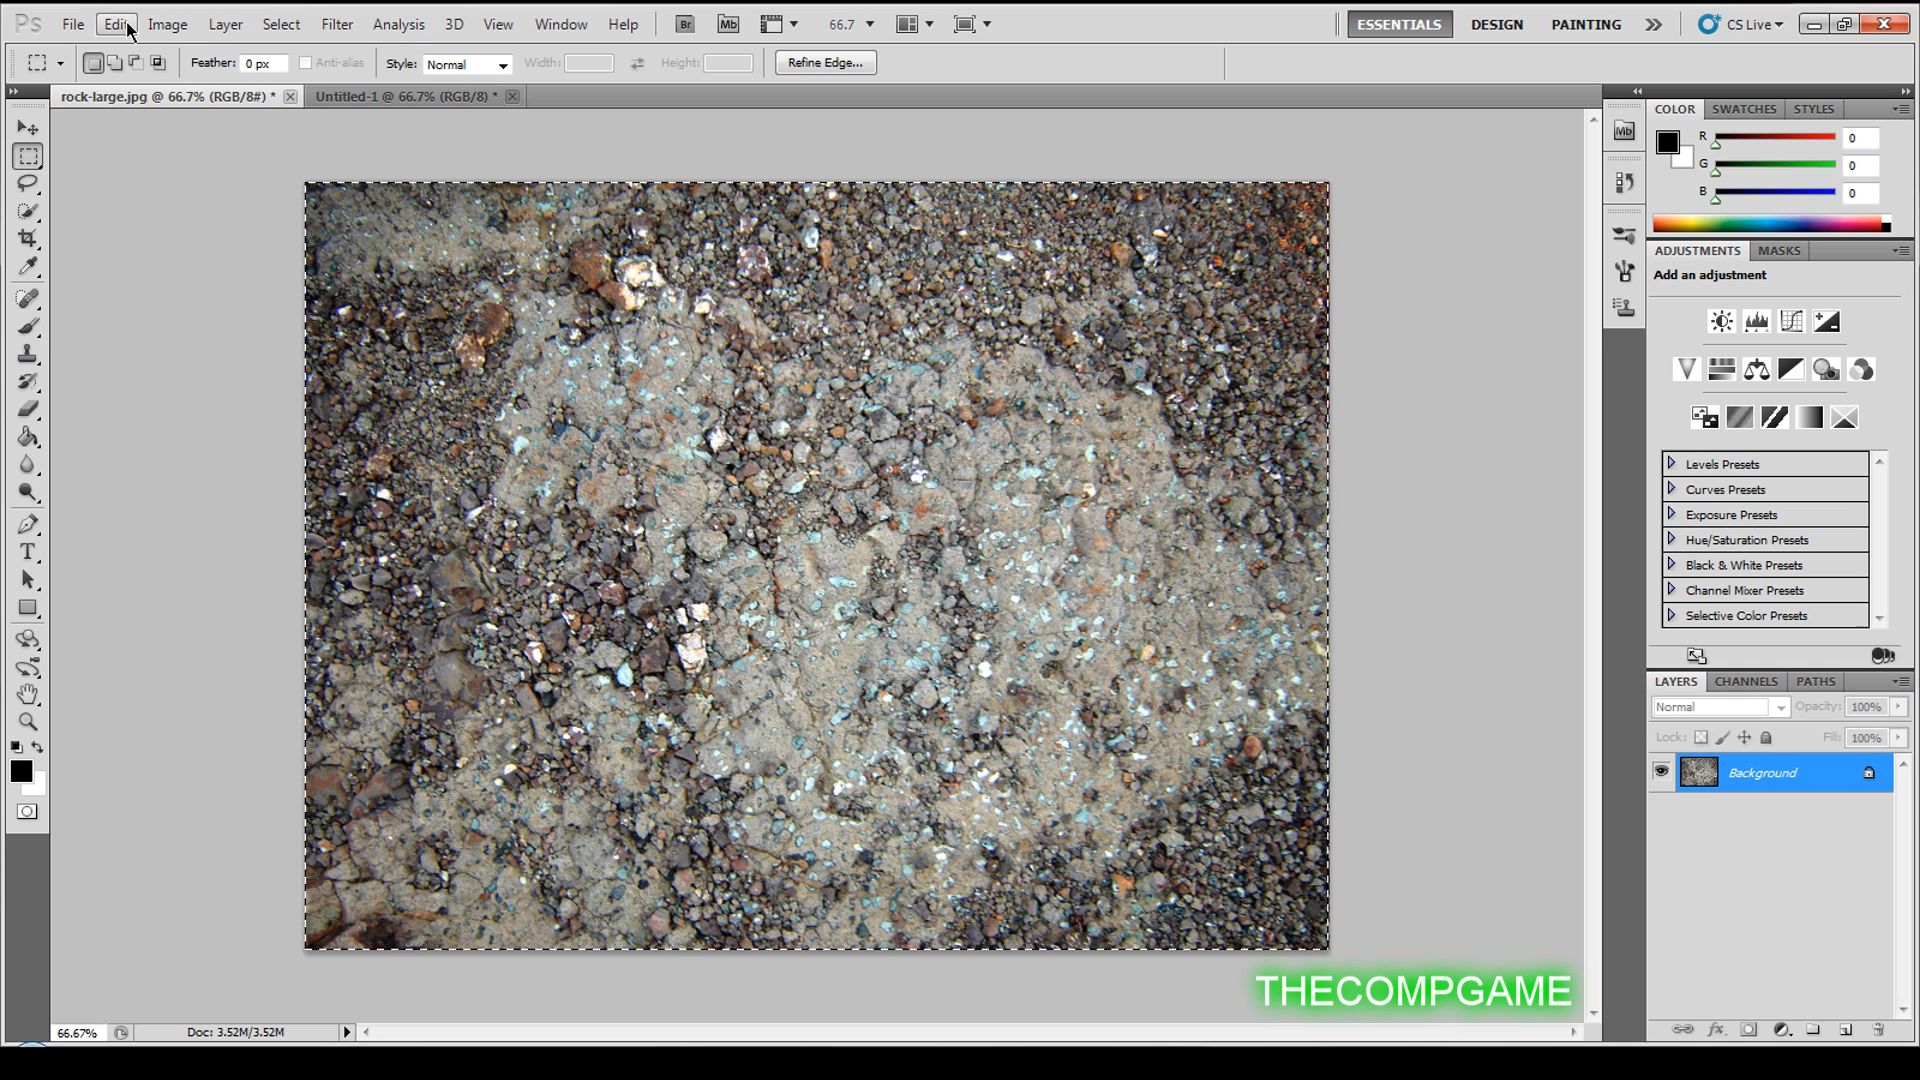 Ps File Edit Image Layer Select Filter Analysis 3D View Window Help Br Mb 66.7 ESSENTIALS DESIGN PAINTING CS Live
Feather: 0 px Anti-alias Style: Normal Width: Height: Refine Edge...
rock-large.jpg @ 66.7% (RGB/8#) * Untitled-1 @ 66.7% (RGB/8) *
COLOR SWATCHES STYLES
Mb
R 0
G 0
B 0
ADJUSTMENTS MASKS
Add an adjustment
Levels Presets
Curves Presets
Exposure Presets
Hue/Saturation Presets
Black & White Presets
Channel Mixer Presets
Selective Color Presets
LAYERS CHANNELS PATHS
Normal Opacity: 100%
Lock: Fill: 100%
Background
THECOMPGAME
66.67% Doc: 3.52M/3.52M